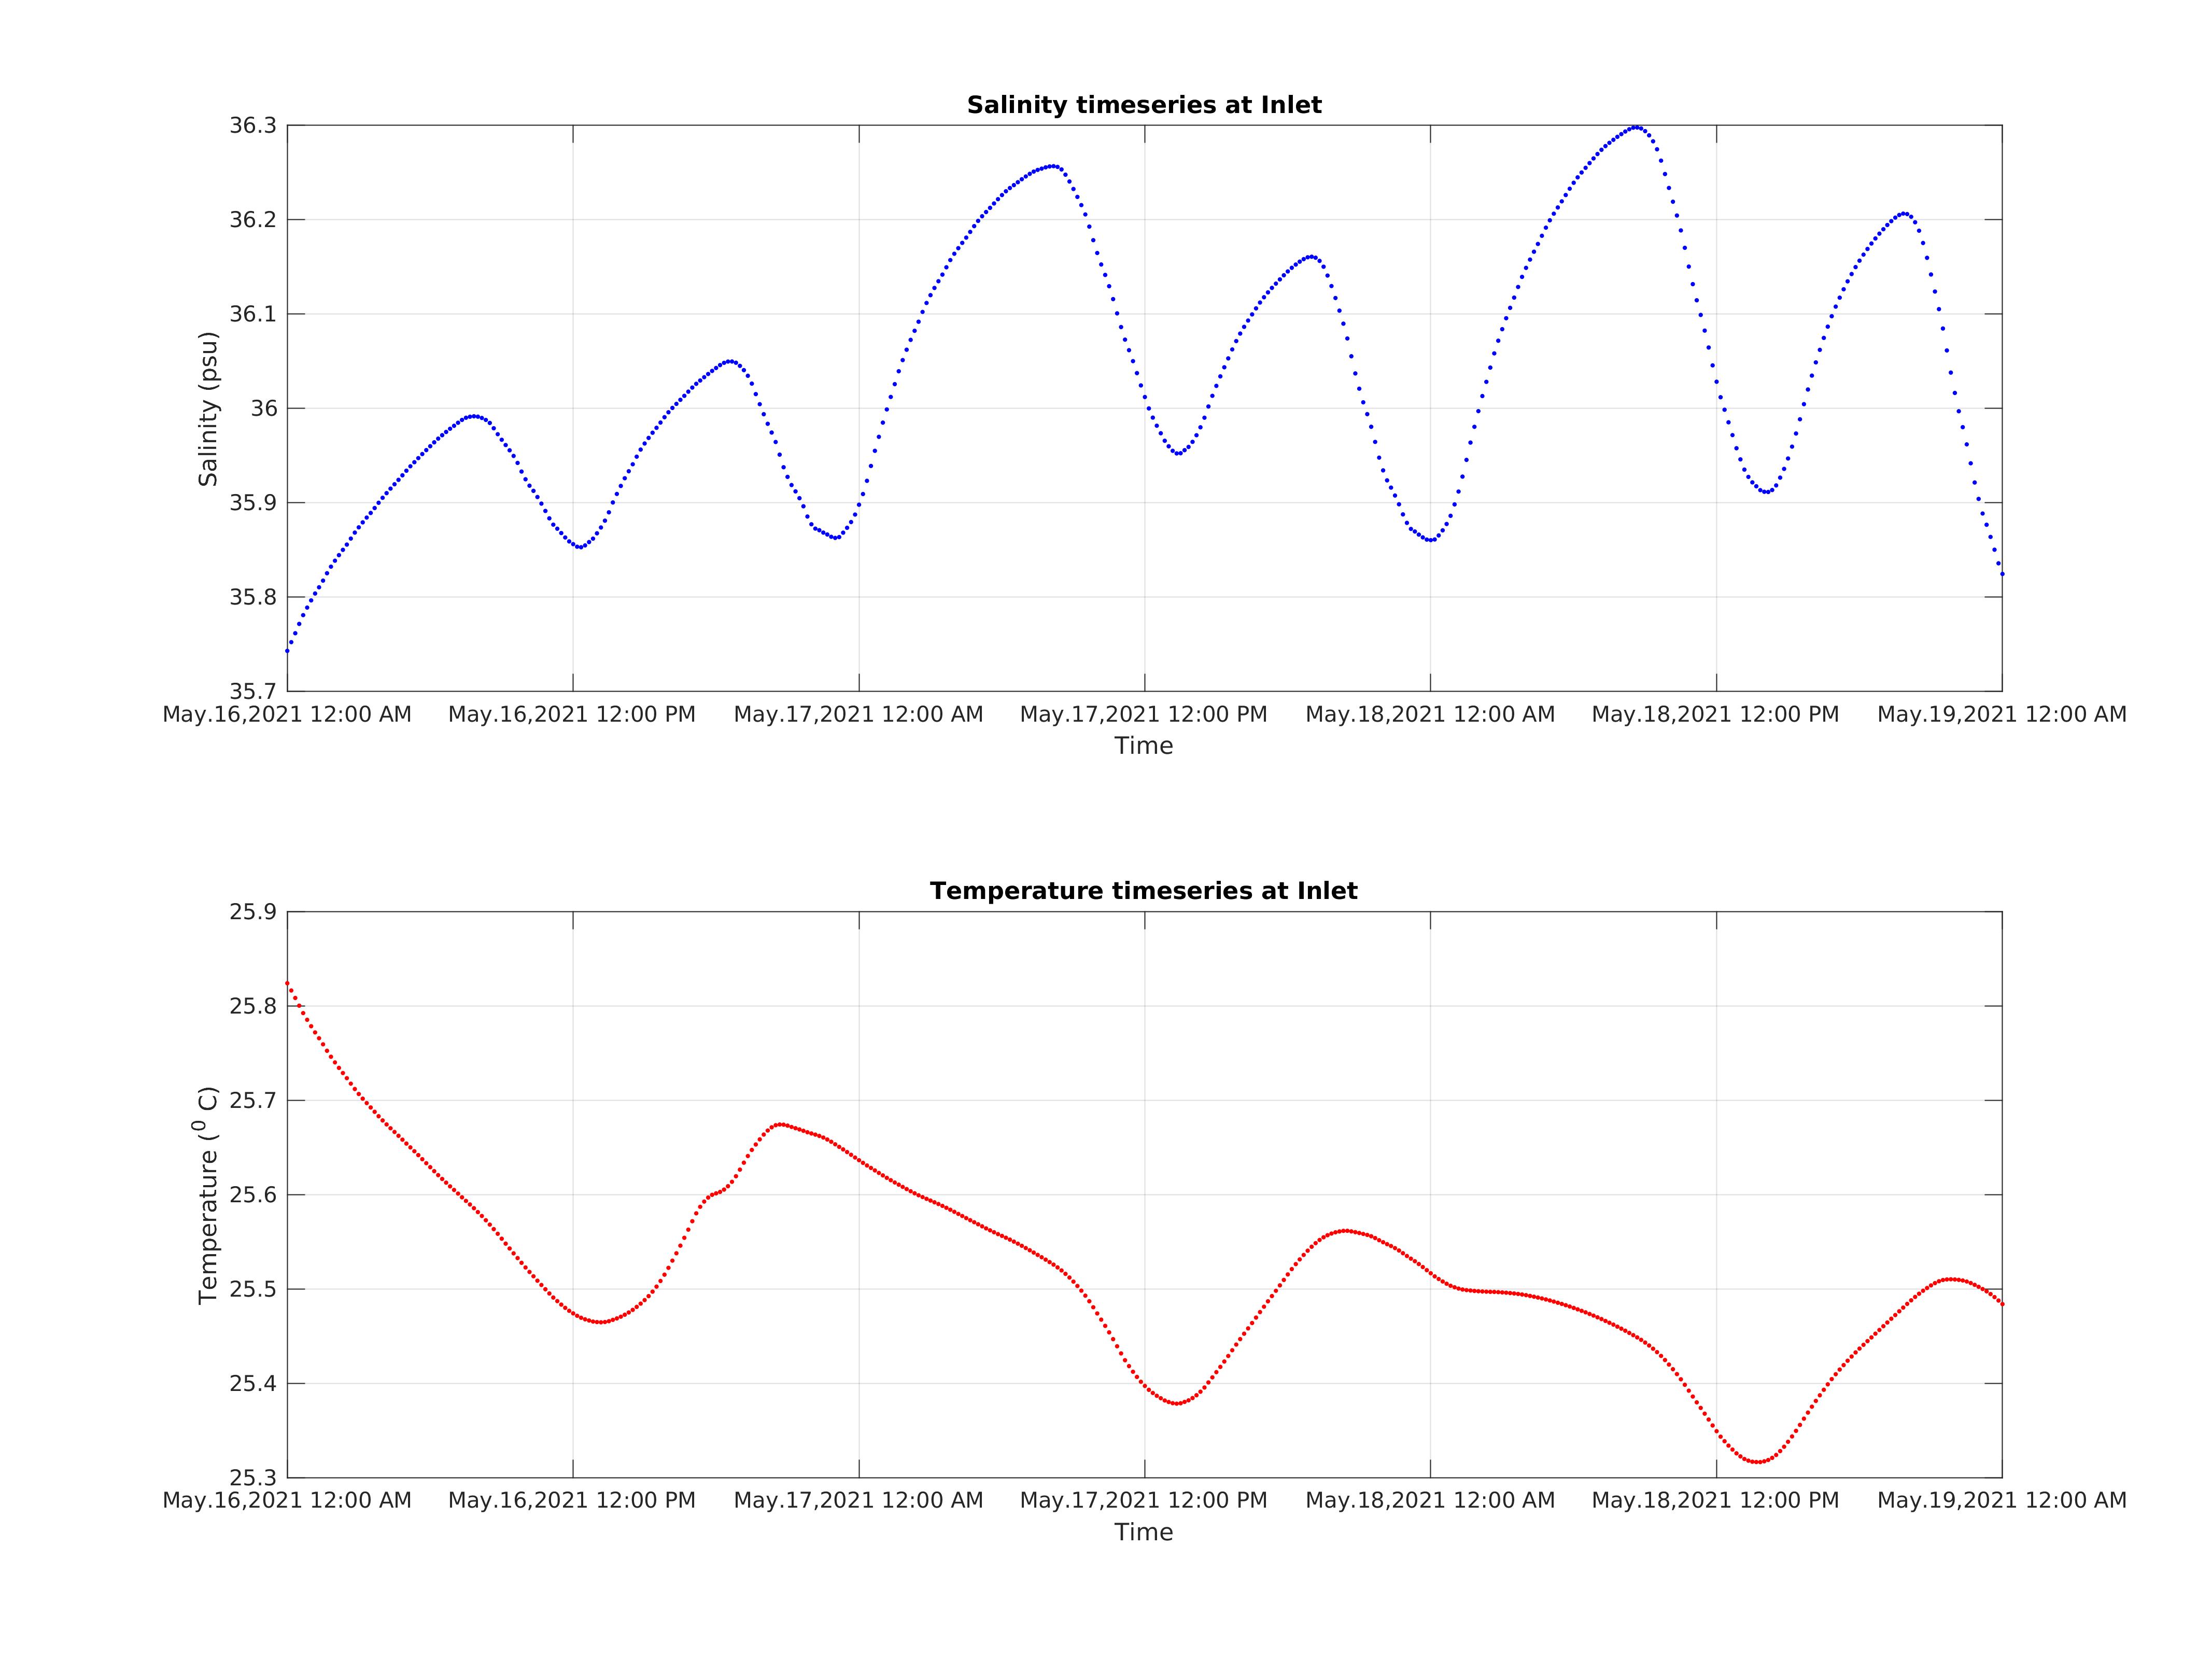 Salinity timeseries at Inlet
36.3
36.2
36.1
36
35.9
35.8
35.7
Salinity (psu)
May.16,2021 12:00 AM May.16,2021 12:00 PM May.17,2021 12:00 AM May.17,2021 12:00 PM May.18,2021 12:00 AM May.18,2021 12:00 PM May.19,2021 12:00 AM
Time
Temperature timeseries at Inlet
25.9
25.8
25.7
25.6
25.5
25.4
25.3
Temperature (⁰ C)
May.16,2021 12:00 AM May.16,2021 12:00 PM May.17,2021 12:00 AM May.17,2021 12:00 PM May.18,2021 12:00 AM May.18,2021 12:00 PM May.19,2021 12:00 AM
Time